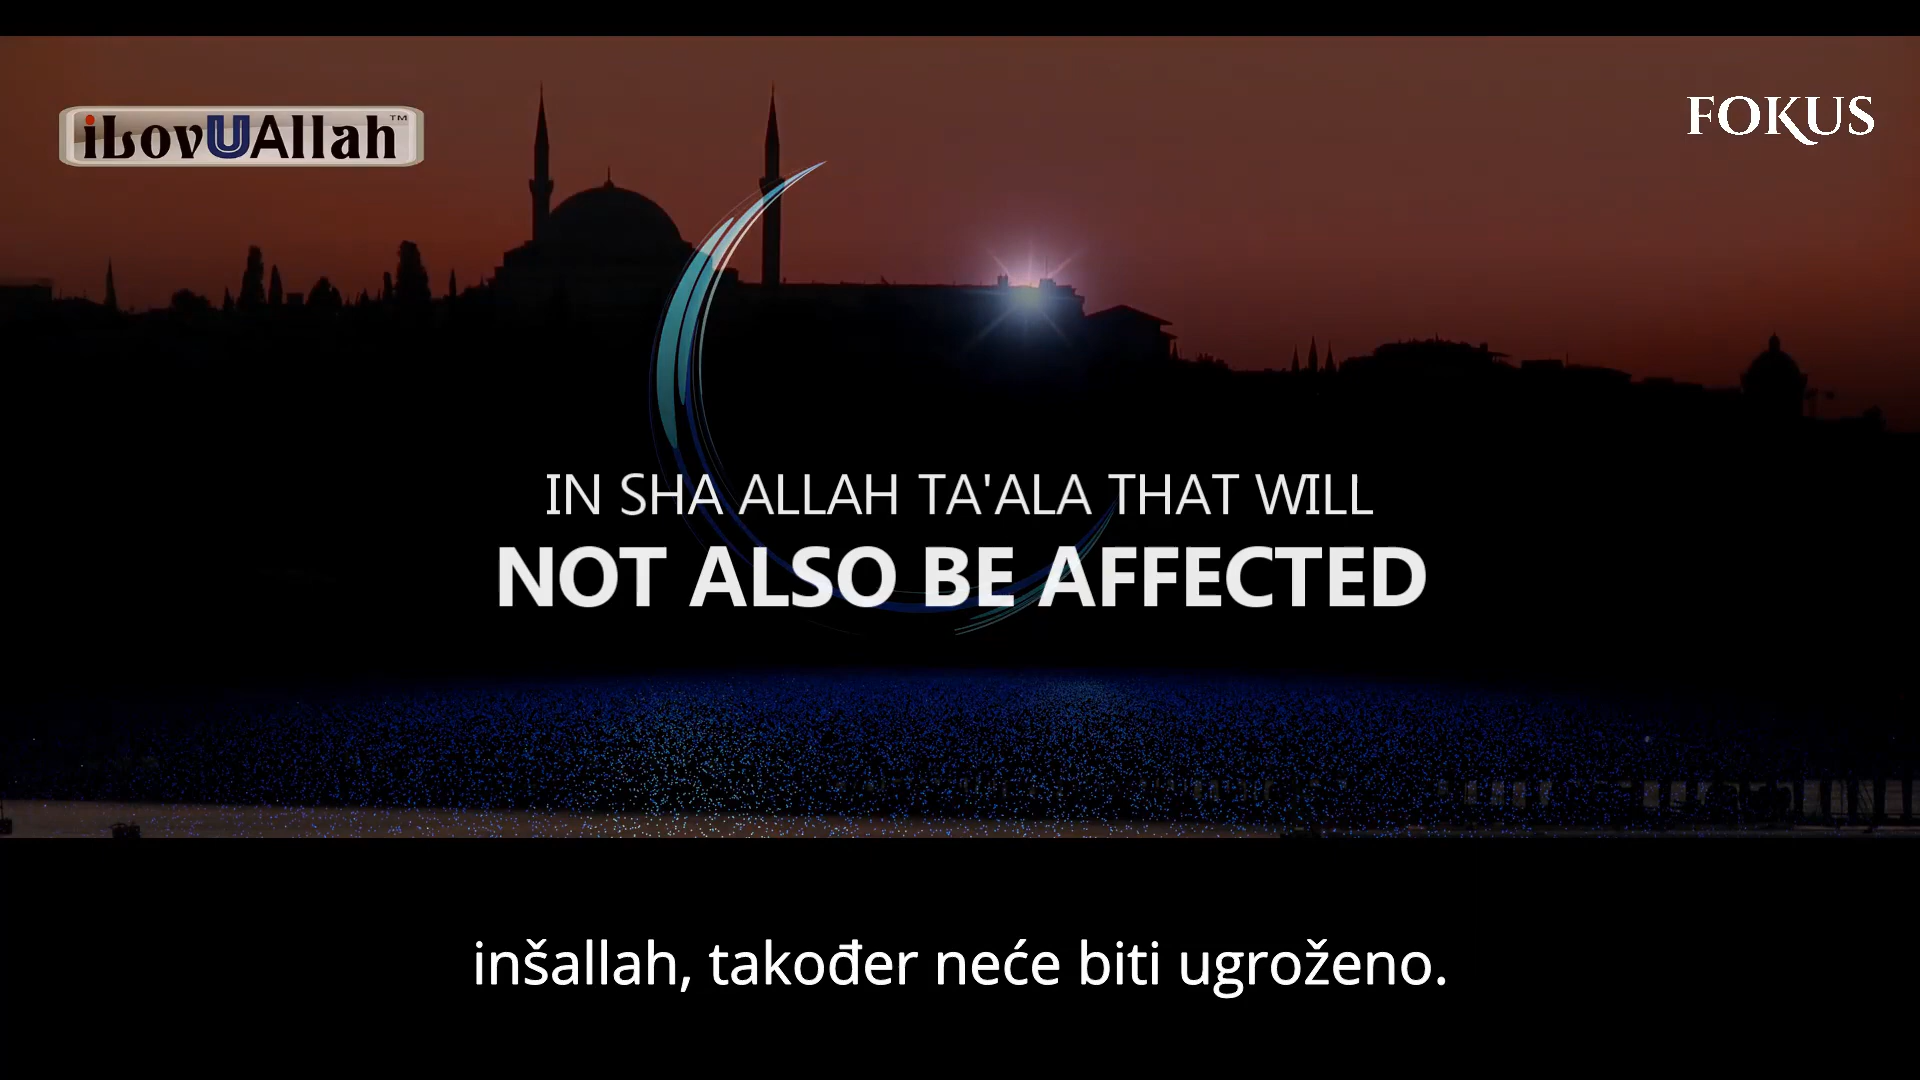 iLovUAllah™
FOKUS
IN SHA ALLAH TA'ALA THAT WILL
NOT ALSO BE AFFECTED
inšallah, također neće biti ugroženo.